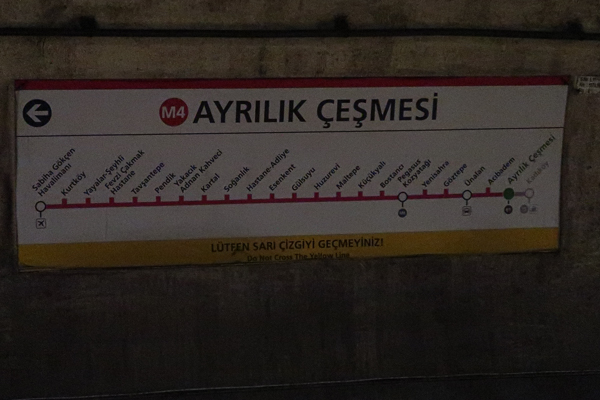 M4 AYRILIK ÇEŞMESİ
Sabiha Gökçen
Havalimanı
Kurtköy
Yayalar-Şeyhli
Fevzi Çakmak
Hastane
Tavşantepe
Pendik
Yakacık
Adnan Kahveci
Kartal
Soğanlık
Hastane-Adliye
Esenkent
Gülsuyu
Huzurevi
Maltepe
Küçükyalı
Bostancı
Pegasus
Kozyatağı
Yenisahra
Göztepe
Ünalan
Acıbadem
Ayrılık Çeşmesi
Kadıköy
LÜTFEN SARI ÇİZGİYİ GEÇMEYİNİZ!
Do Not Cross The Yellow Line